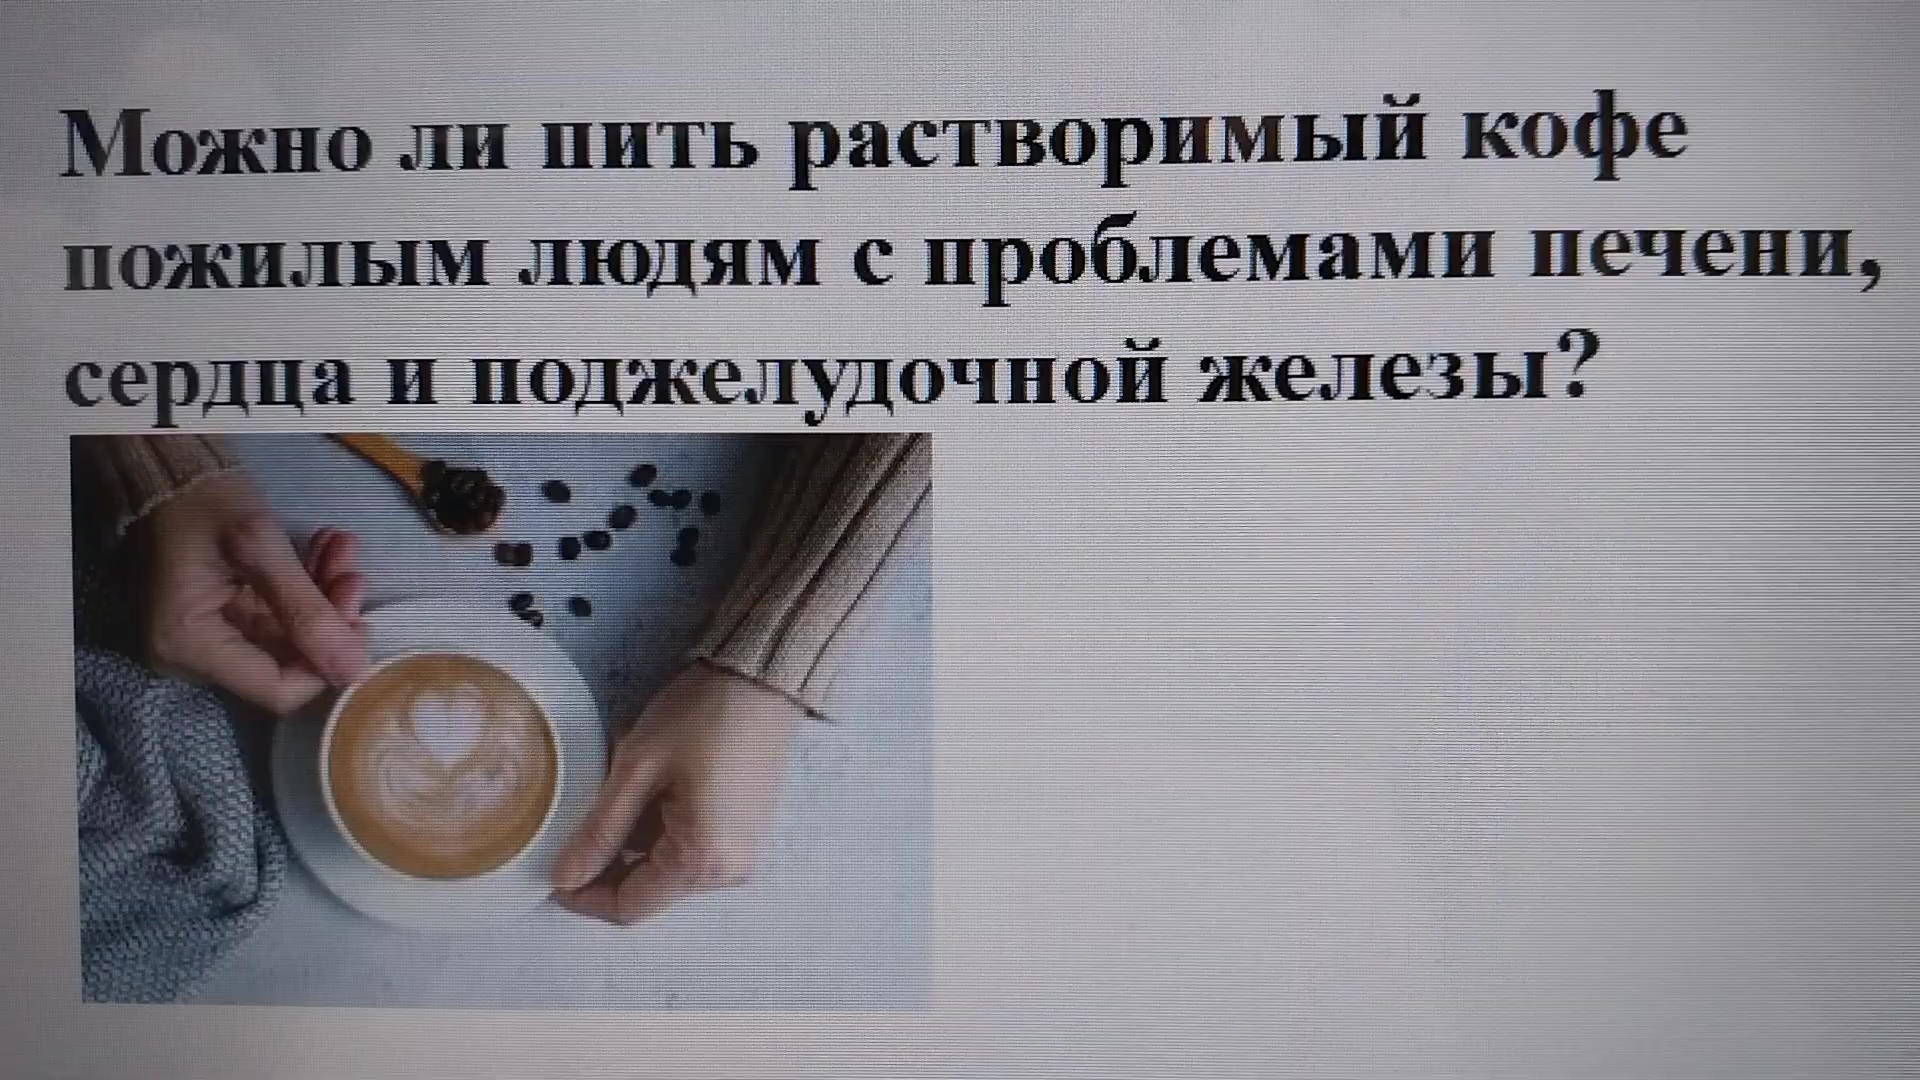 Можно ли пить растворимый кофе
пожилым людям с проблемами печени,
сердца и поджелудочной железы?